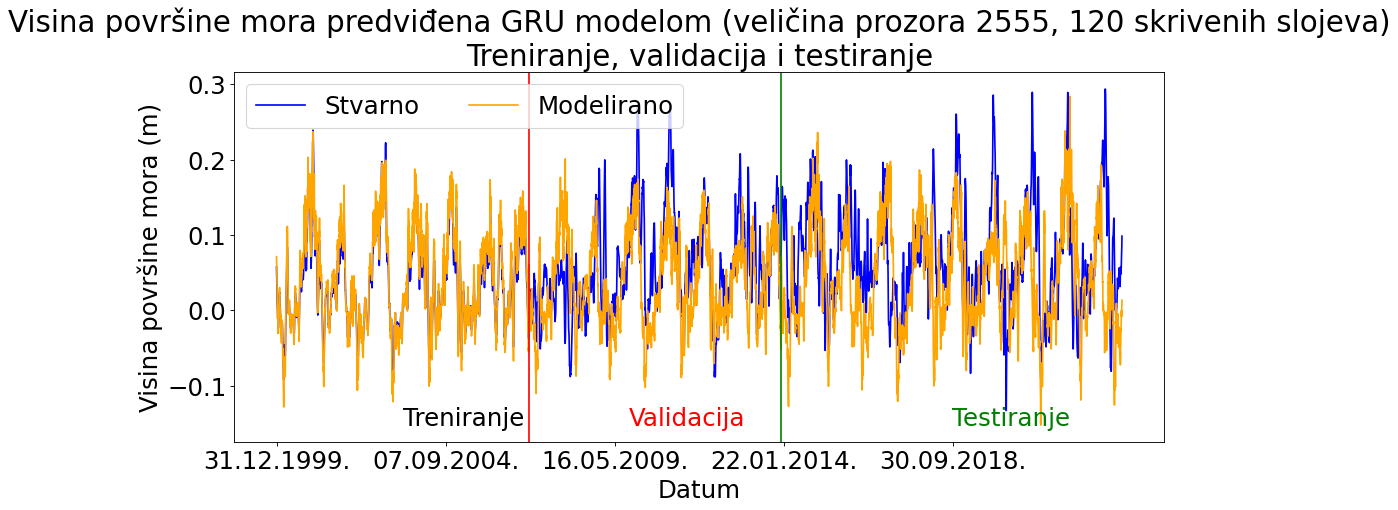 Visina površine mora predviđena GRU modelom (veličina prozora 2555, 120 skrivenih slojeva)
Treniranje, validacija i testiranje
Stvarno
Modelirano
Visina površine mora (m)
0.3
0.2
0.1
0.0
−0.1
Treniranje
Validacija
Testiranje
31.12.1999.
07.09.2004.
16.05.2009.
22.01.2014.
30.09.2018.
Datum